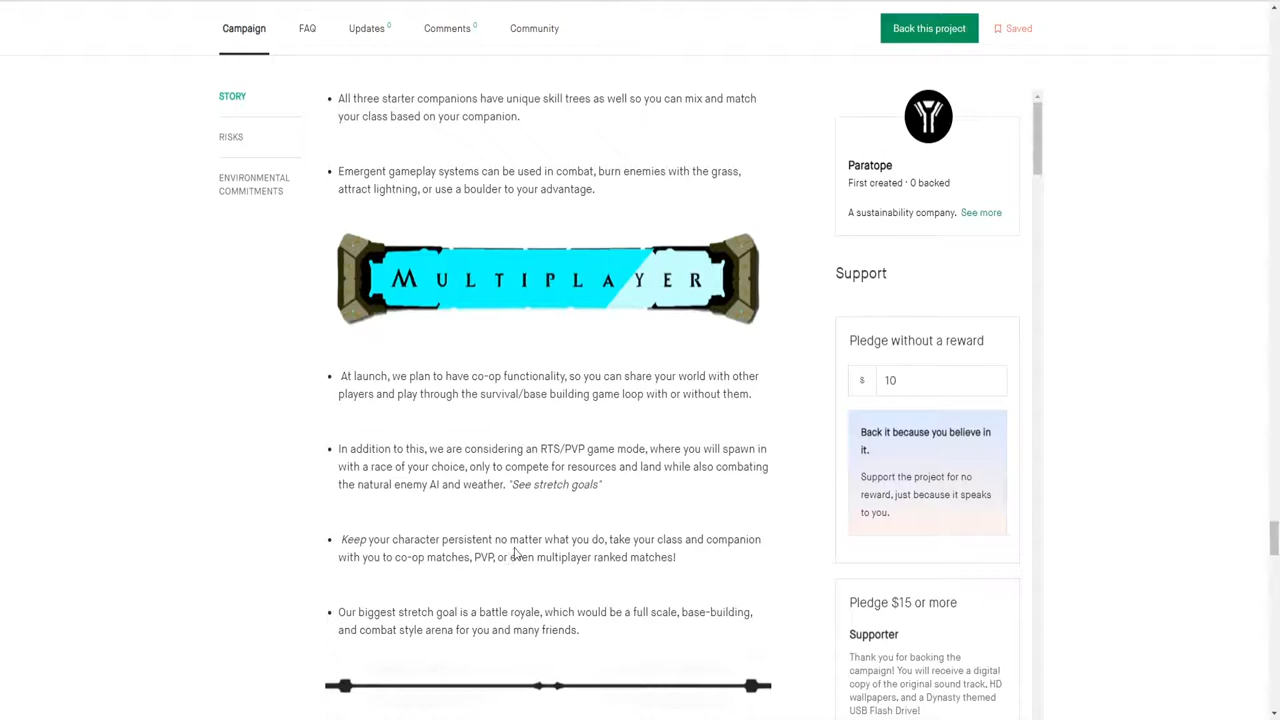 Campaign
FAQ
Updates 0
Comments 0
Community
Back this project
Saved
STORY
RISKS
ENVIRONMENTAL
COMMITMENTS
All three starter companions have unique skill trees as well so you can mix and match
your class based on your companion.
Emergent gameplay systems can be used in combat, burn enemies with the grass,
attract lightning, or use a boulder to your advantage.
MULTIPLAYER
At launch, we plan to have co-op functionality, so you can share your world with other
players and play through the survival/base building game loop with or without them.
In addition to this, we are considering an RTS/PVP game mode, where you will spawn in
with a race of your choice, only to compete for resources and land while also combating
the natural enemy AI and weather. "See stretch goals"
Keep your character persistent no matter what you do, take your class and companion
with you to co-op matches, PVP, or even multiplayer ranked matches!
Our biggest stretch goal is a battle royale, which would be a full scale, base-building,
and combat style arena for you and many friends.
Paratope
First created · 0 backed
A sustainability company. See more
Support
Pledge without a reward
$ 10
Back it because you believe in
it.
Support the project for no
reward, just because it speaks
to you.
Pledge $15 or more
Supporter
Thank you for backing the
campaign! You will receive a digital
copy of the original sound track, HD
wallpapers, and a Dynasty themed
USB Flash Drive!